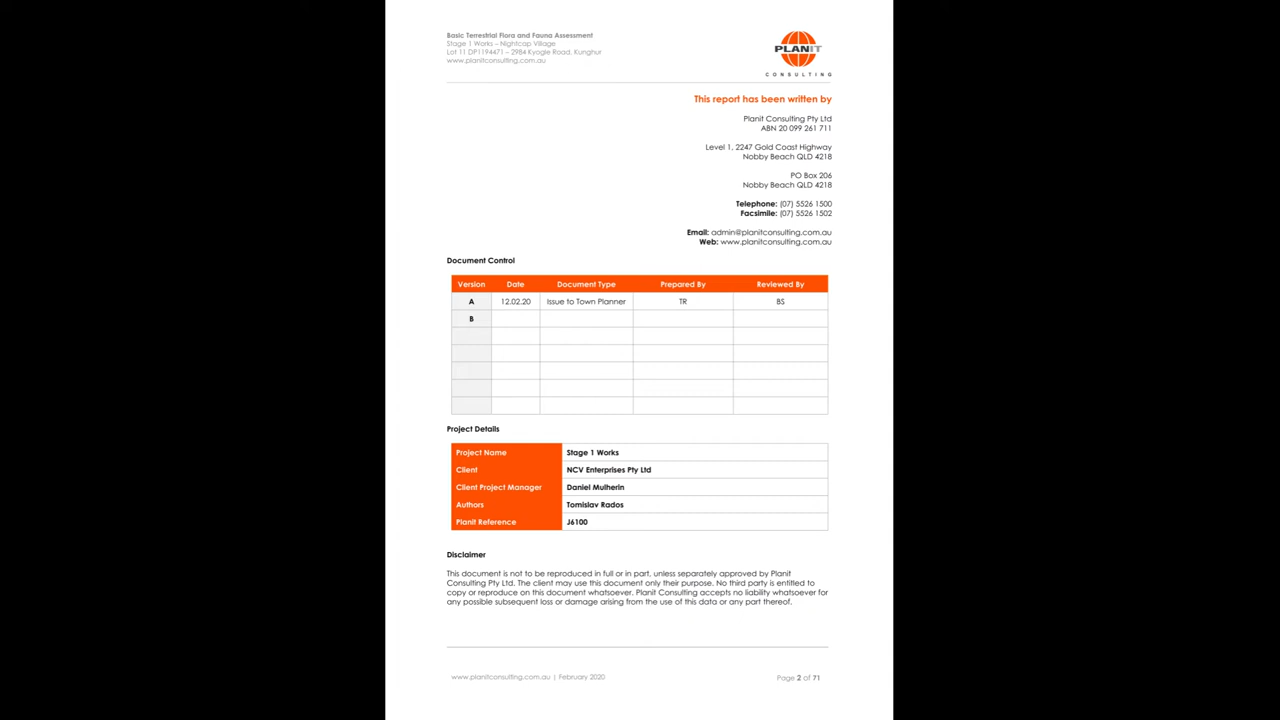 Basic Terrestrial Flora and Fauna Assessment
Stage 1 Works – Nightcap Village
Lot 11 DP1194471 – 2984 Kyogle Road, Kunghur
www.planitconsulting.com.au
PLANIT
CONSULTING
This report has been written by
Planit Consulting Pty Ltd
ABN 20 099 261 711
Level 1, 2247 Gold Coast Highway
Nobby Beach QLD 4218
PO Box 206
Nobby Beach QLD 4218
Telephone: (07) 5526 1500
Facsimile: (07) 5526 1502
Email: admin@planitconsulting.com.au
Web: www.planitconsulting.com.au
Document Control
Version Date Document Type Prepared By Reviewed By
A 12.02.20 Issue to Town Planner TR BS
B
Project Details
Project Name Stage 1 Works
Client NCV Enterprises Pty Ltd
Client Project Manager Daniel Mulherin
Authors Tomislav Rados
Planit Reference J6100
Disclaimer
This document is not to be reproduced in full or in part, unless separately approved by Planit
Consulting Pty Ltd. The client may use this document only their purpose. No third party is entitled to
copy or reproduce on this document whatsoever. Planit Consulting accepts no liability whatsoever for
any possible subsequent loss or damage arising from the use of this data or any part thereof.
www.planitconsulting.com.au | February 2020
Page 2 of 71